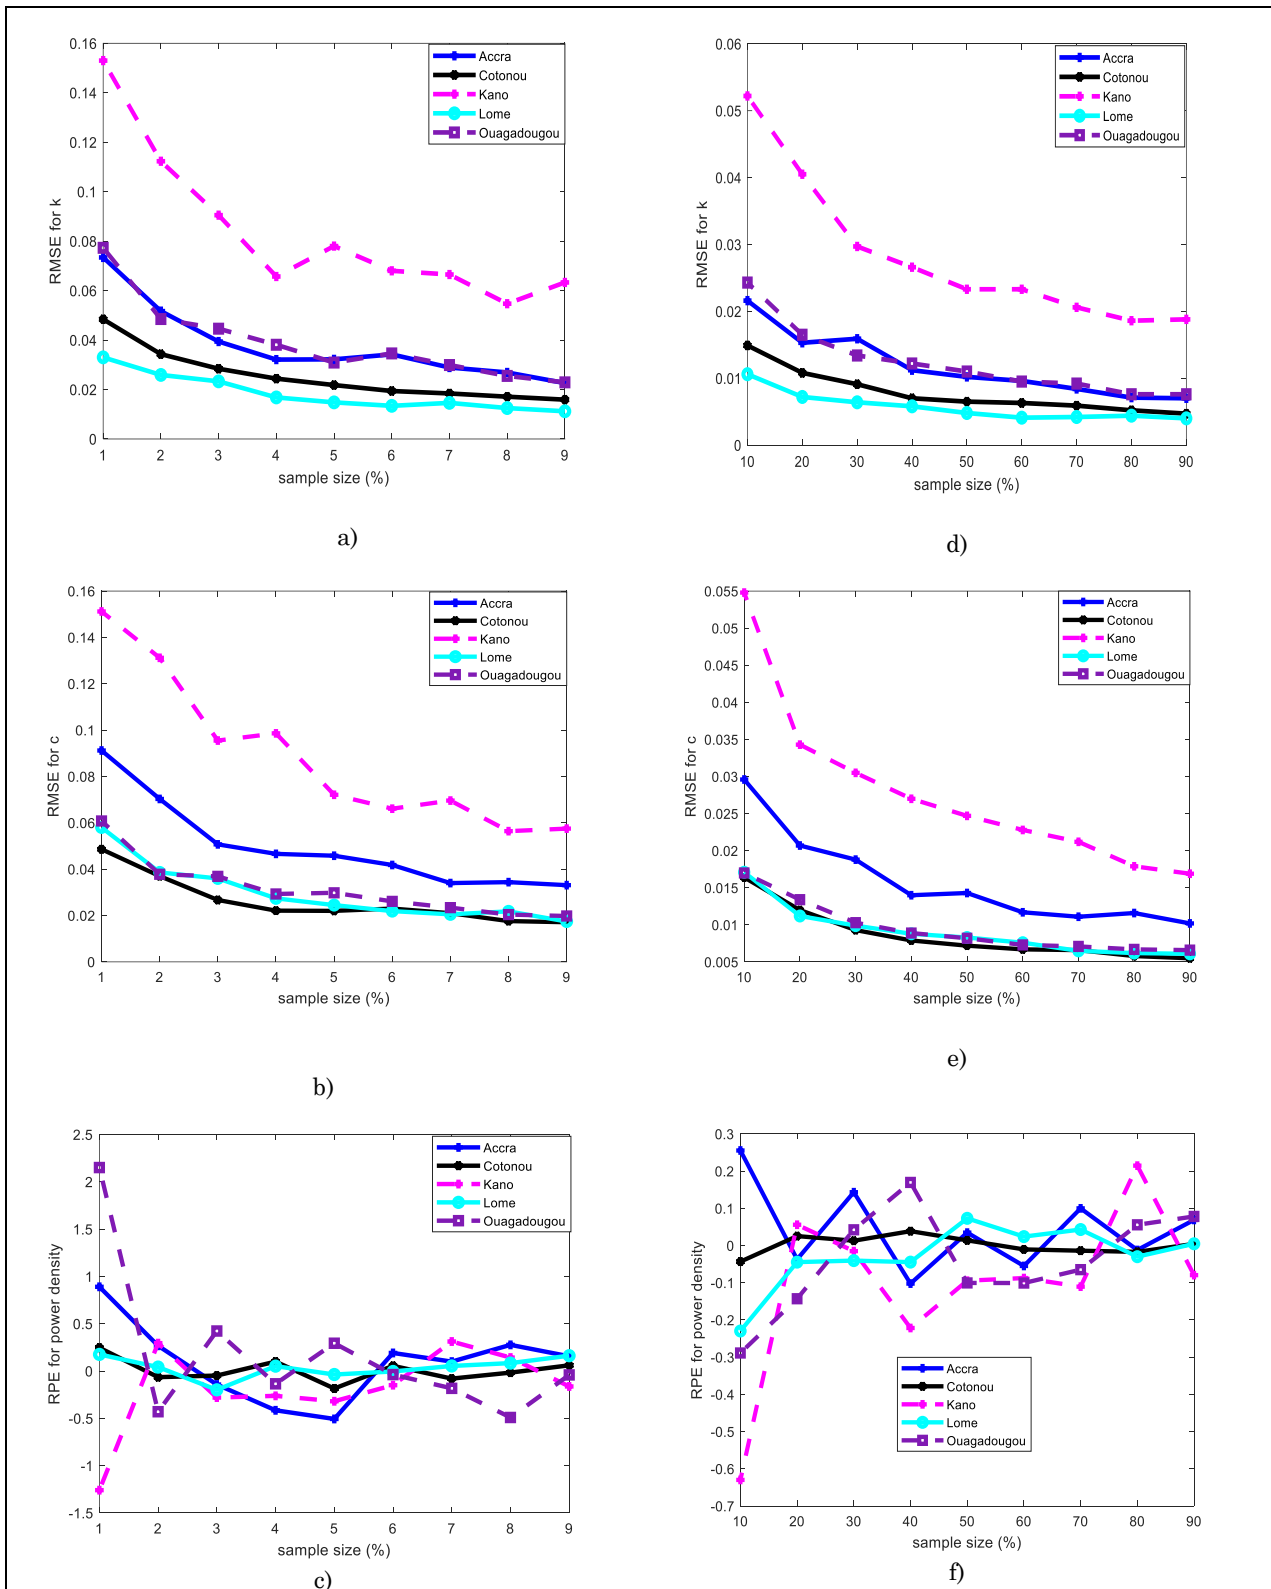 0.16
0.14
0.12
0.1
0.08
0.06
0.04
0.02
0
RMSE for k
1 2 3 4 5 6 7 8 9
sample size (%)
Accra
Cotonou
Kano
Lome
Ouagadougou
a)
0.06
0.05
0.04
0.03
0.02
0.01
0
RMSE for k
10 20 30 40 50 60 70 80 90
sample size (%)
Accra
Cotonou
Kano
Lome
Ouagadougou
d)
0.16
0.14
0.12
0.1
0.08
0.06
0.04
0.02
0
RMSE for c
1 2 3 4 5 6 7 8 9
sample size (%)
Accra
Cotonou
Kano
Lome
Ouagadougou
b)
0.055
0.05
0.045
0.04
0.035
0.03
0.025
0.02
0.015
0.01
0.005
RMSE for c
10 20 30 40 50 60 70 80 90
sample size (%)
Accra
Cotonou
Kano
Lome
Ouagadougou
e)
2.5
2
1.5
1
0.5
0
-0.5
-1
-1.5
RPE for power density
1 2 3 4 5 6 7 8 9
sample size (%)
Accra
Cotonou
Kano
Lome
Ouagadougou
c)
0.3
0.2
0.1
0
-0.1
-0.2
-0.3
-0.4
-0.5
-0.6
-0.7
RPE for power density
10 20 30 40 50 60 70 80 90
sample size (%)
Accra
Cotonou
Kano
Lome
Ouagadougou
f)